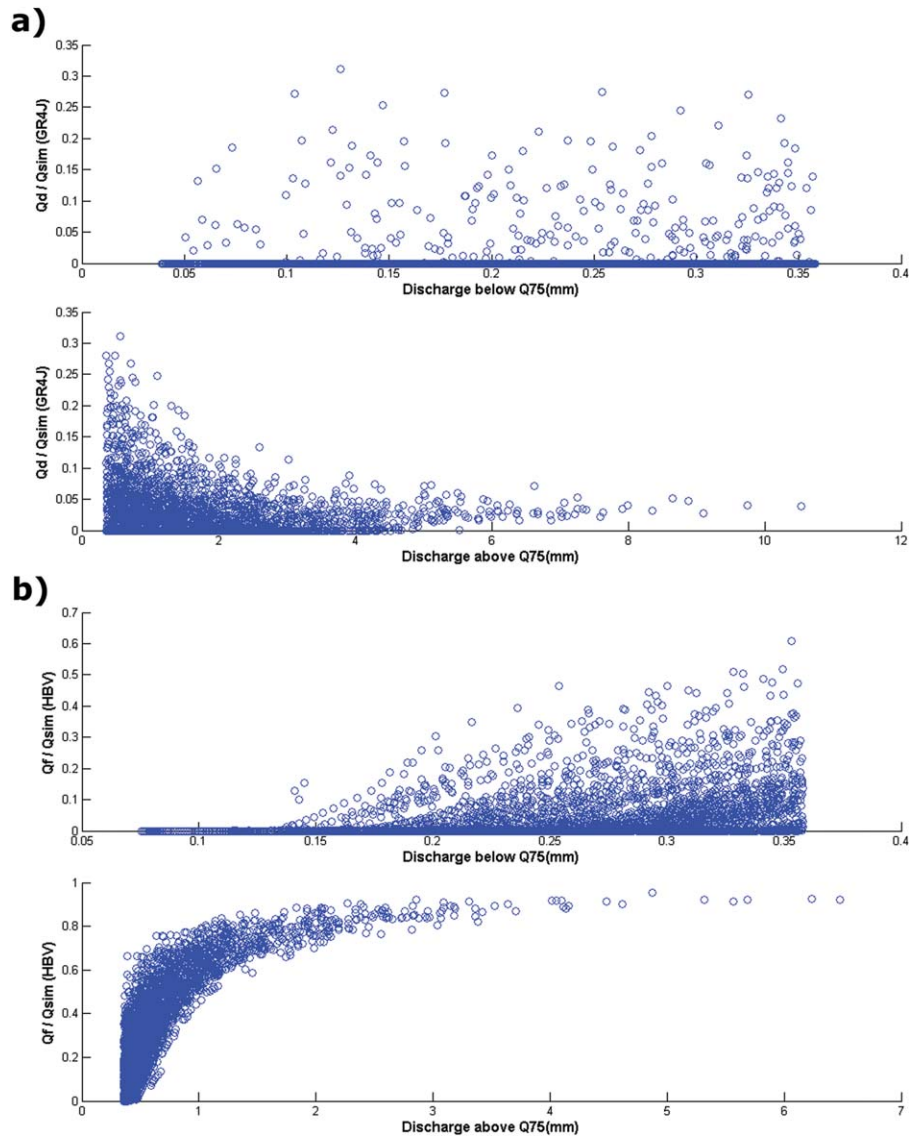 a)
0.35
0.3
0.25
0.2
0.15
0.1
0.05
0
Qd / Qsim (GR4J)
0 0.05 0.1 0.15 0.2 0.25 0.3 0.35 0.4
Discharge below Q75(mm)
0.35
0.3
0.25
0.2
0.15
0.1
0.05
0
Qd / Qsim (GR4J)
0 2 4 6 8 10 12
Discharge above Q75(mm)
b)
0.7
0.6
0.5
0.4
0.3
0.2
0.1
0
Qf / Qsim (HBV)
0.05 0.1 0.15 0.2 0.25 0.3 0.35 0.4
Discharge below Q75(mm)
1
0.8
0.6
0.4
0.2
0
Qf / Qsim (HBV)
0 1 2 3 4 5 6 7
Discharge above Q75(mm)